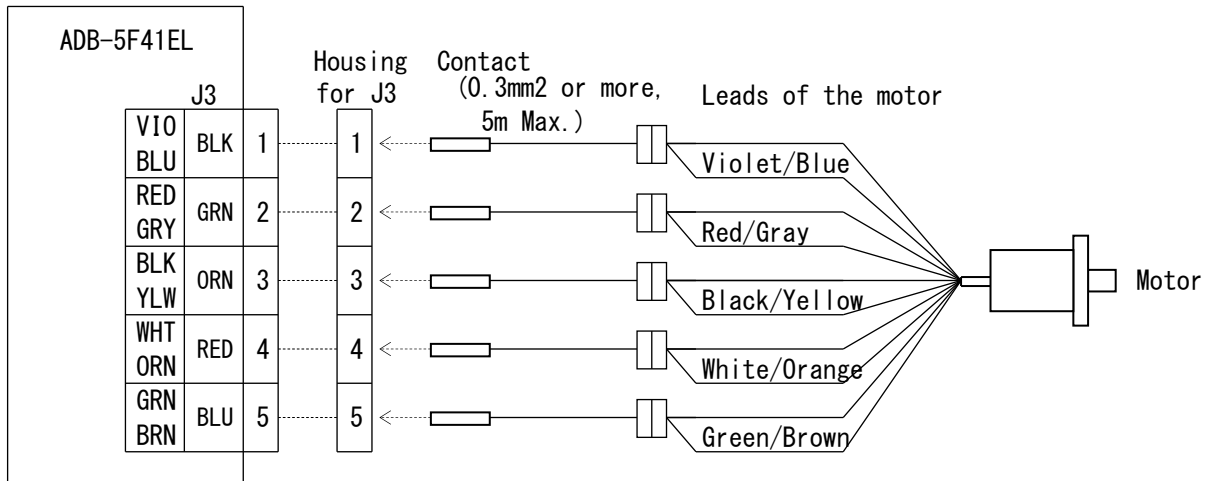 ADB-5F41EL
Housing for J3
Contact
(0.3mm2 or more,
5m Max.)
Leads of the motor
J3
VIO
BLU
BLK
1
1
Violet/Blue
RED
GRY
GRN
2
2
Red/Gray
BLK
YLW
ORN
3
3
Black/Yellow
Motor
WHT
ORN
RED
4
4
White/Orange
GRN
BRN
BLU
5
5
Green/Brown